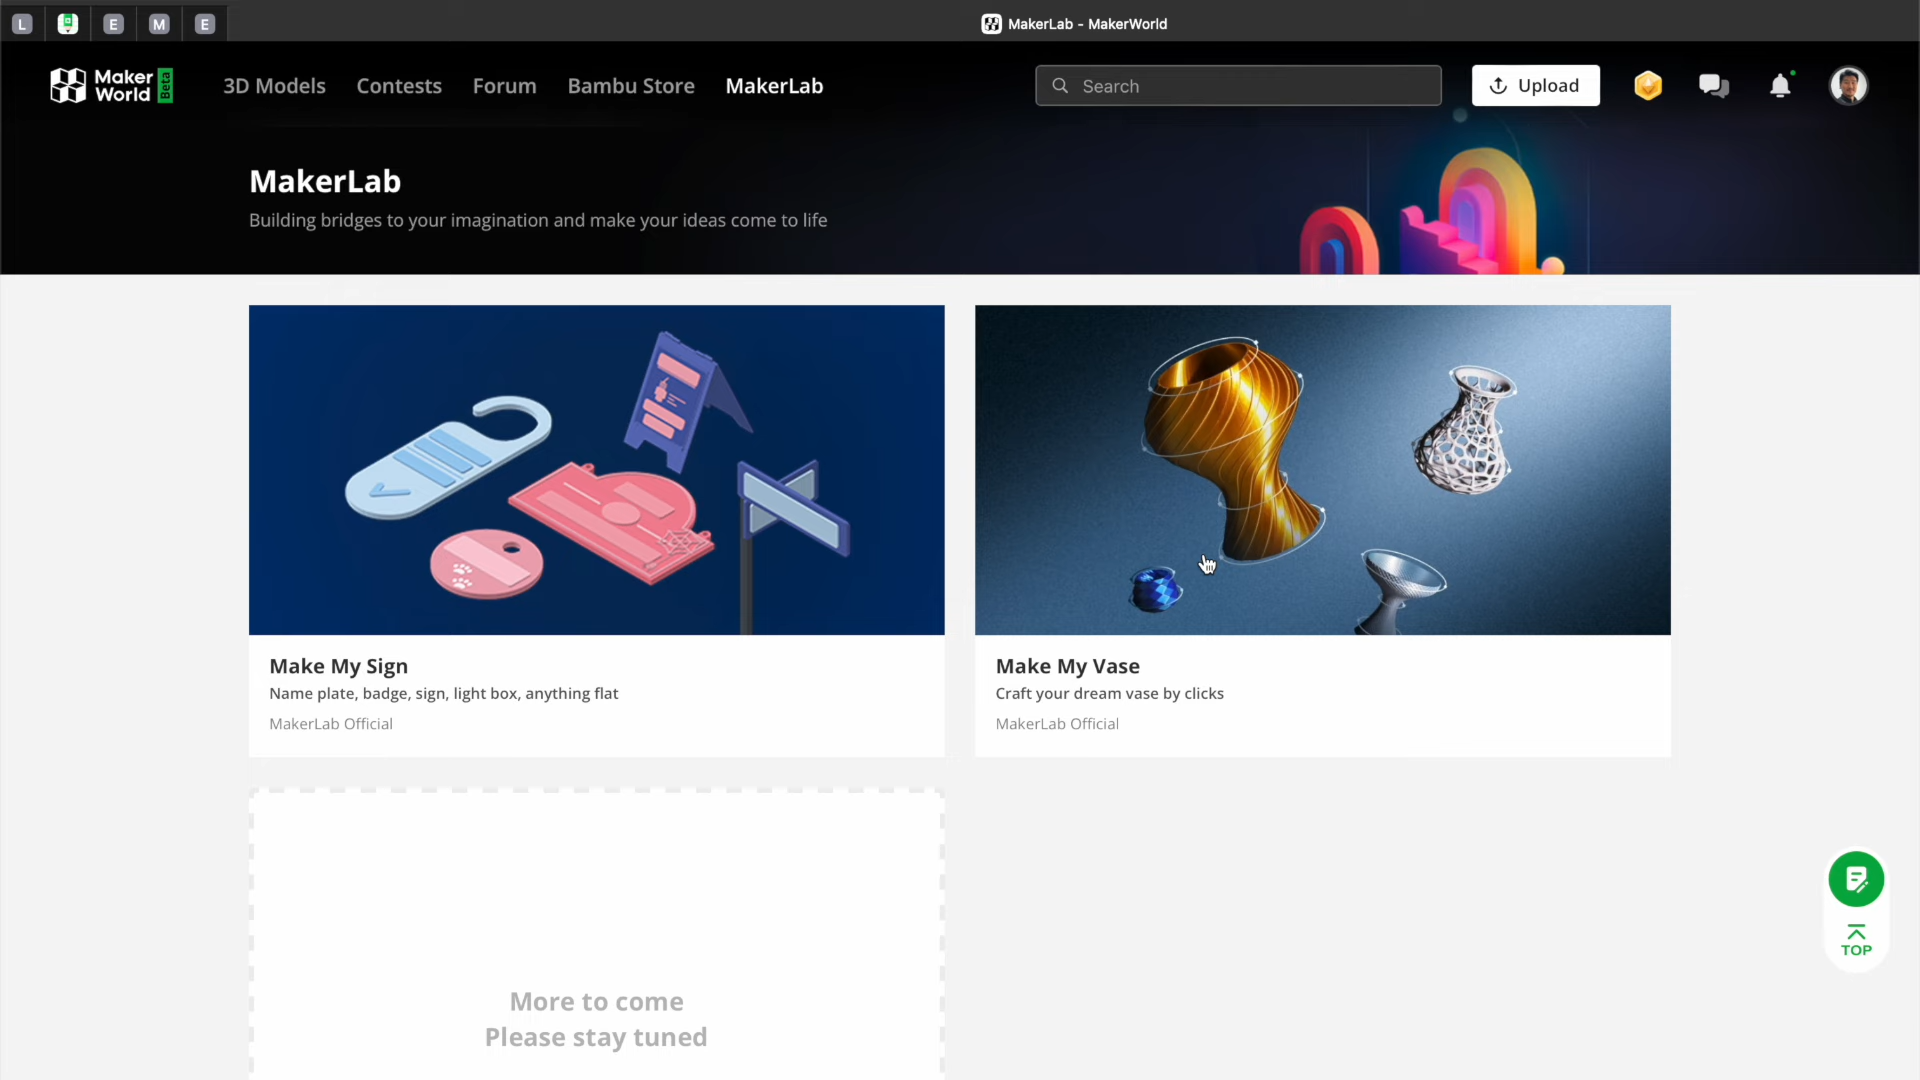 L
E
M
E
MakerLab - MakerWorld
Maker
World
Beta
3D Models
Contests
Forum
Bambu Store
MakerLab
Search
Upload
MakerLab
Building bridges to your imagination and make your ideas come to life
Make My Sign
Name plate, badge, sign, light box, anything flat
MakerLab Official
Make My Vase
Craft your dream vase by clicks
MakerLab Official
More to come
Please stay tuned
TOP